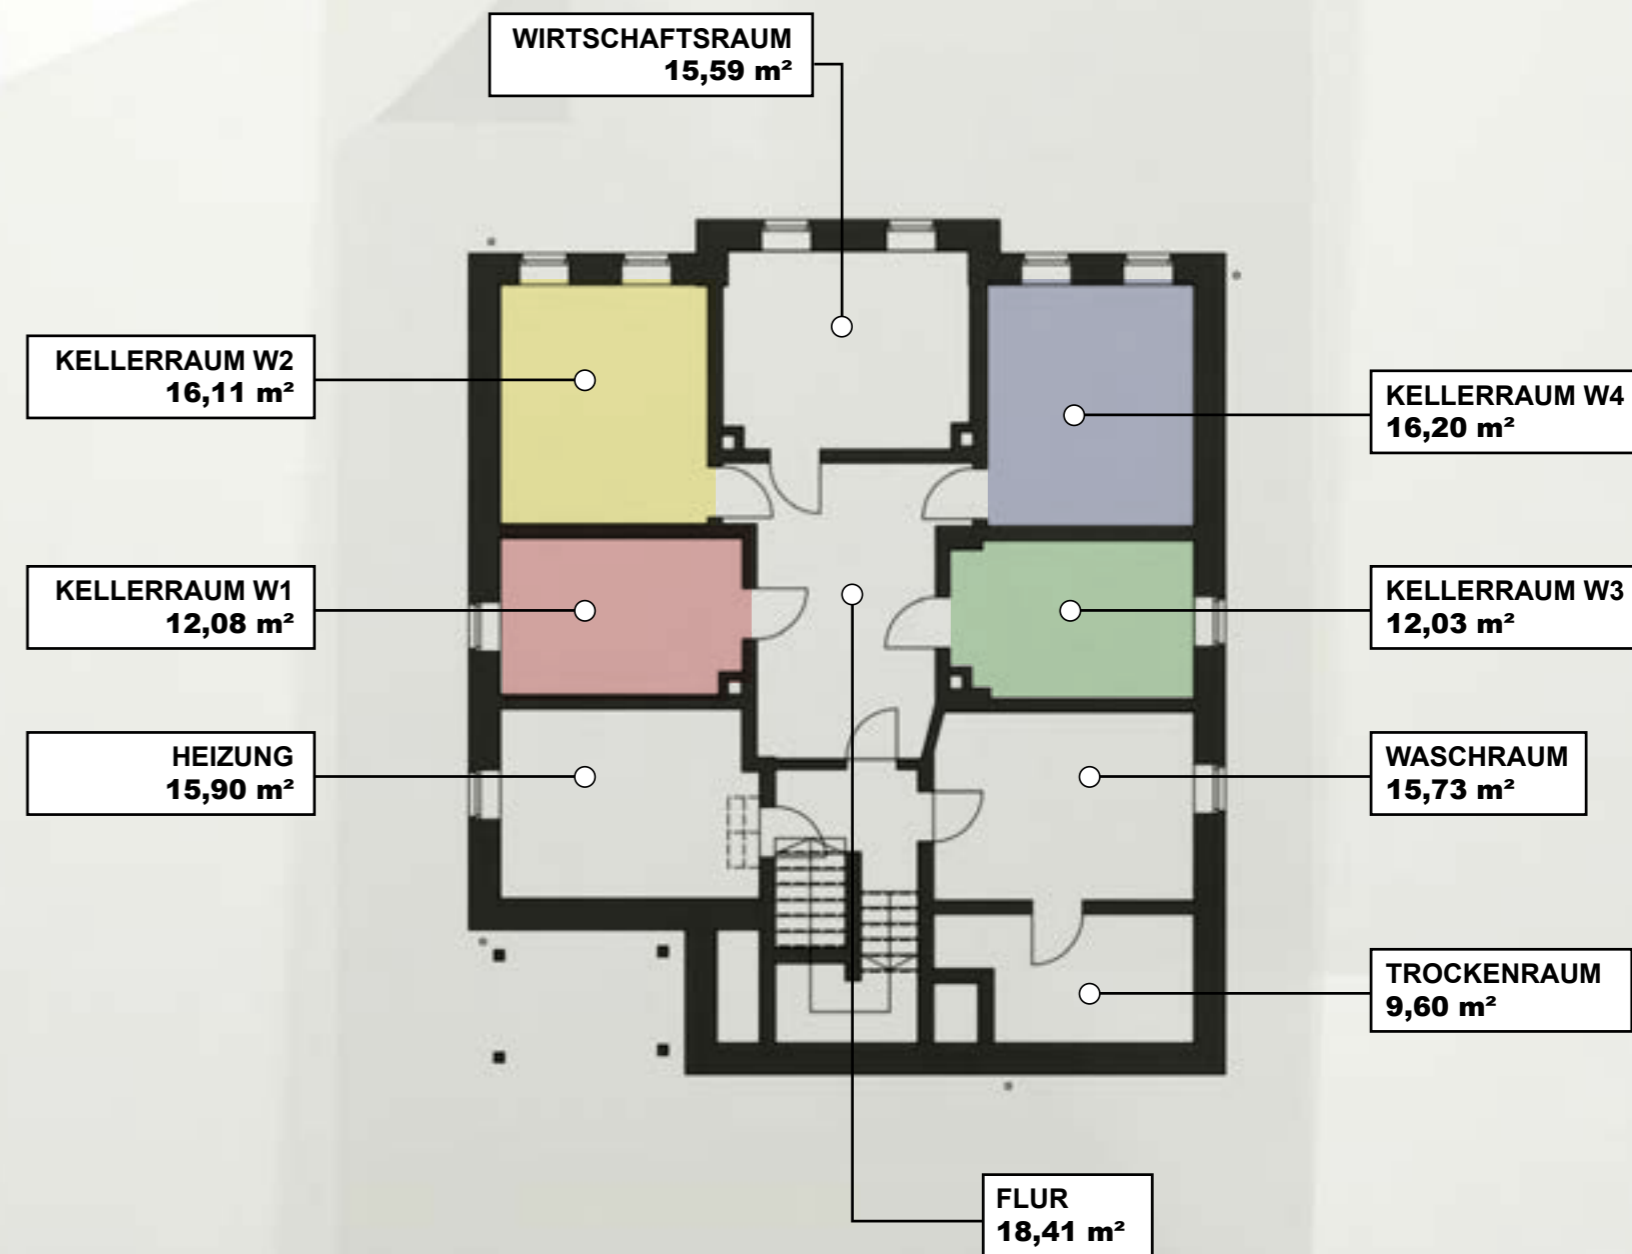 WIRTSCHAFTSRAUM
15,59 m²
KELLERRAUM W2
16,11 m²
KELLERRAUM W4
16,20 m²
KELLERRAUM W1
12,08 m²
KELLERRAUM W3
12,03 m²
HEIZUNG
15,90 m²
WASCHRAUM
15,73 m²
TROCKENRAUM
9,60 m²
FLUR
18,41 m²